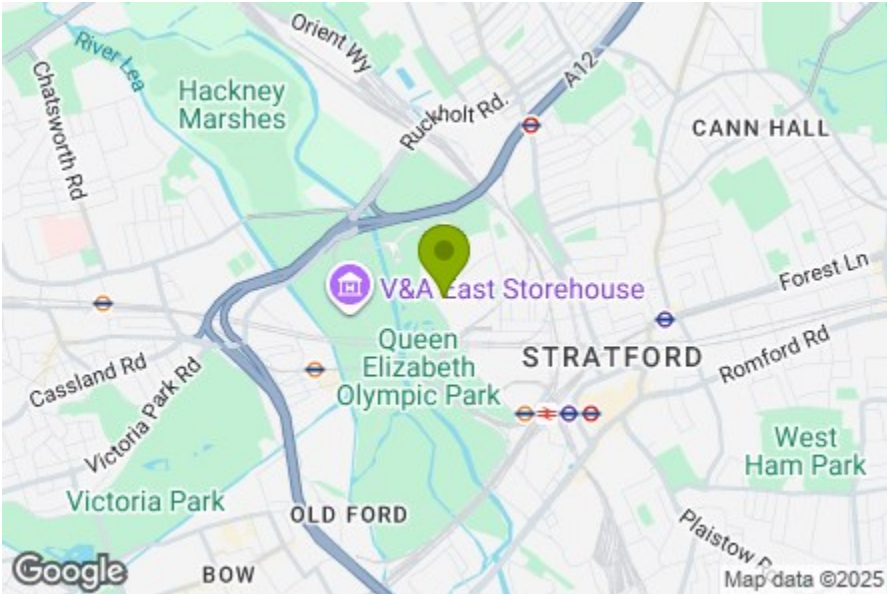 Orient Wy
River Lea
A12
Hackney
Marshes
Chatsworth Rd
Ruckholt Rd.
CANN HALL
Forest Ln
V&A East Storehouse
Queen
Elizabeth
Olympic Park
STRATFORD
Romford Rd
Cassland Rd
Victoria Park Rd
West
Ham Park
Victoria Park
OLD FORD
Plaistow
BOW
Google
Map data ©2025